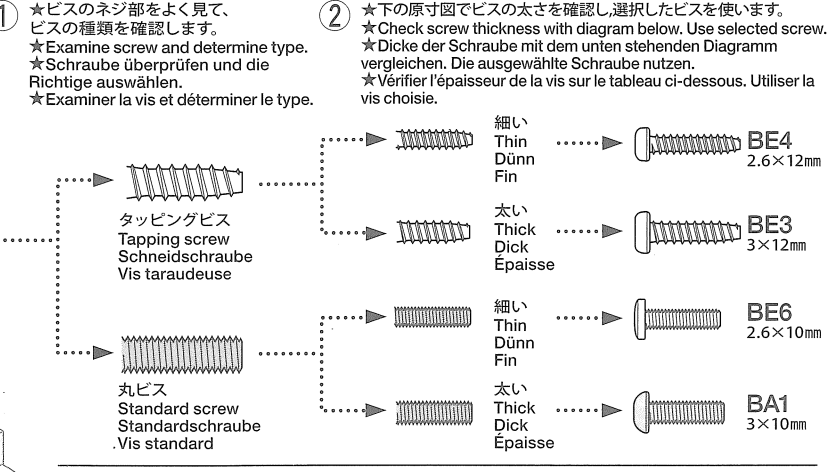 ①
★ビスのネジ部をよく見て、
ビスの種類を確認します。
★Examine screw and determine type.
★Schraube überprüfen und die
Richtige auswählen.
★Examiner la vis et déterminer le type.
②
★下の原寸図でビスの太さを確認し,選択したビスを使います。
★Check screw thickness with diagram below. Use selected screw.
★Dicke der Schraube mit dem unten stehenden Diagramm
vergleichen. Die ausgewählte Schraube nutzen.
★Vérifier l'épaisseur de la vis sur le tableau ci-dessous. Utiliser la
vis choisie.
タッピングビス
Tapping screw
Schneidschraube
Vis taraudeuse
細い
Thin
Dünn
Fin
BE4
2.6×12㎜
太い
Thick
Dick
Épaisse
BE3
3×12㎜
丸ビス
Standard screw
Standardschraube
Vis standard
細い
Thin
Dünn
Fin
BE6
2.6×10㎜
太い
Thick
Dick
Épaisse
BA1
3×10㎜